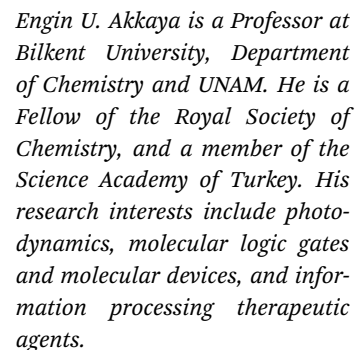 Engin U. Akkaya is a Professor at
Bilkent University, Department
of Chemistry and UNAM. He is a
Fellow of the Royal Society of
Chemistry, and a member of the
Science Academy of Turkey. His
research interests include photo-
dynamics, molecular logic gates
and molecular devices, and infor-
mation processing therapeutic
agents.